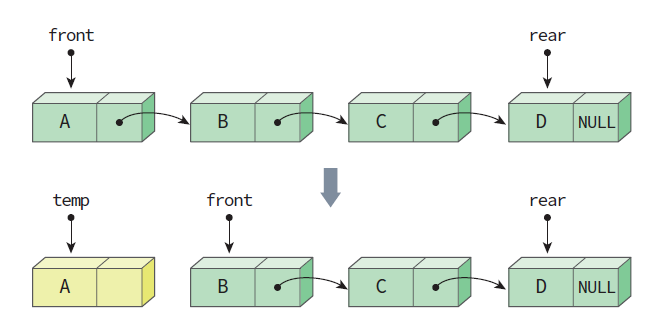 front rear
A B C D NULL
temp front rear
A B C D NULL